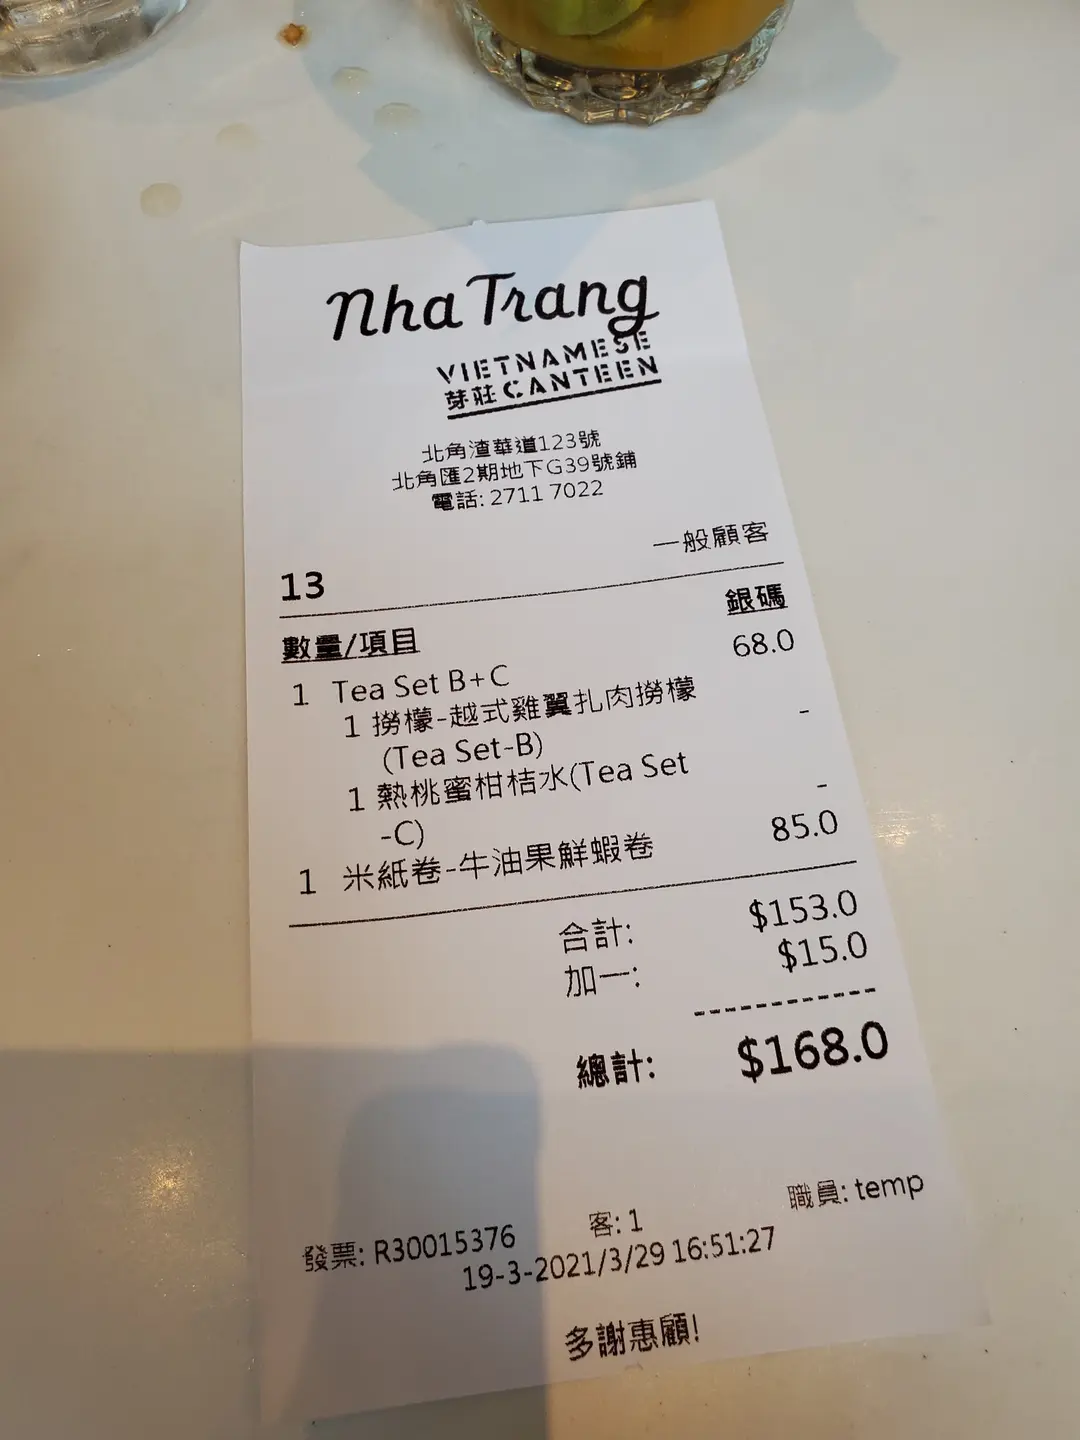 Nha Trang
VIETNAMESE
芽莊 CANTEEN
北角渣華道123號
北角匯2期地下G39號鋪
電話: 2711 7022
一般顧客
13
銀碼
數量/項目
1 Tea Set B+C 68.0
1 撈檬-越式雞翼扎肉撈檬 -
(Tea Set-B)
1 熱桃蜜柑桔水(Tea Set -
-C)
1 米紙卷-牛油果鮮蝦卷 85.0
合計: $153.0
加一: $15.0
------------
總計: $168.0
職員: temp
發票: R30015376 客: 1
19-3-2021/3/29 16:51:27
多謝惠顧!